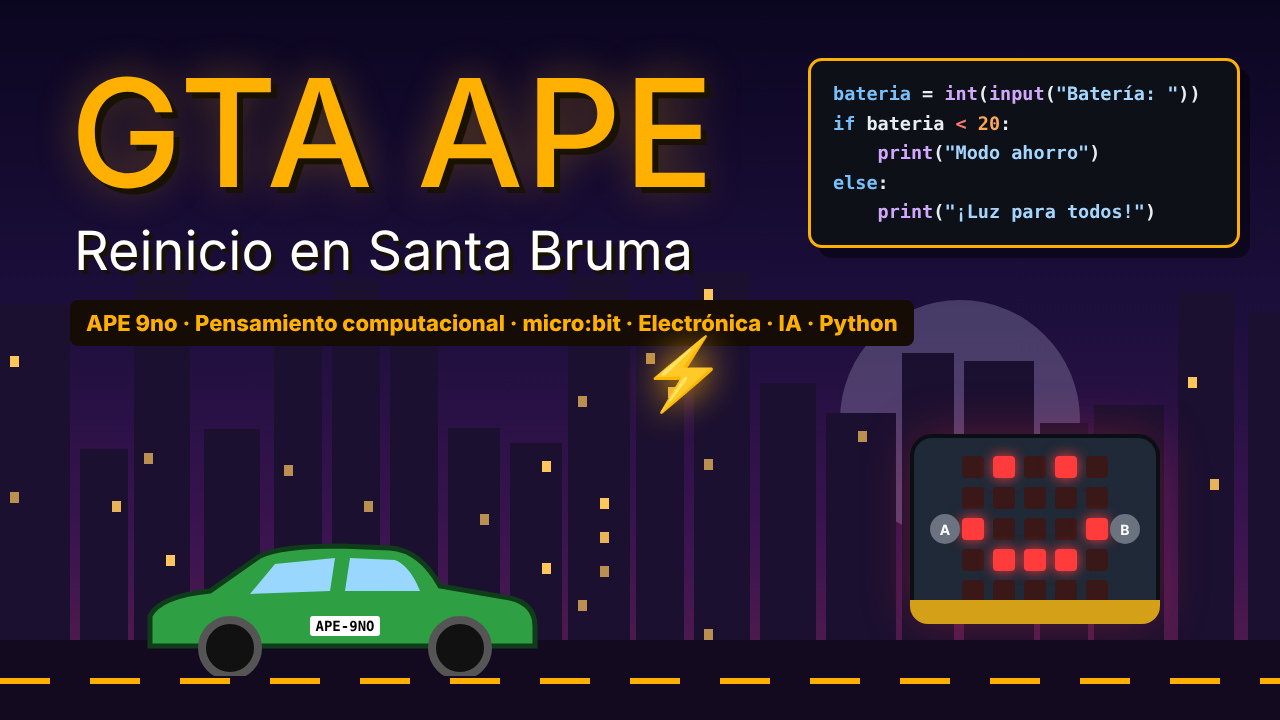 GTA APE
Reinicio en Santa Bruma
APE 9no · Pensamiento computacional · micro:bit · Electrónica · IA · Python
bateria = int(input("Batería: "))
if bateria < 20:
    print("Modo ahorro")
else:
    print("¡Luz para todos!")
A
B
APE-9NO